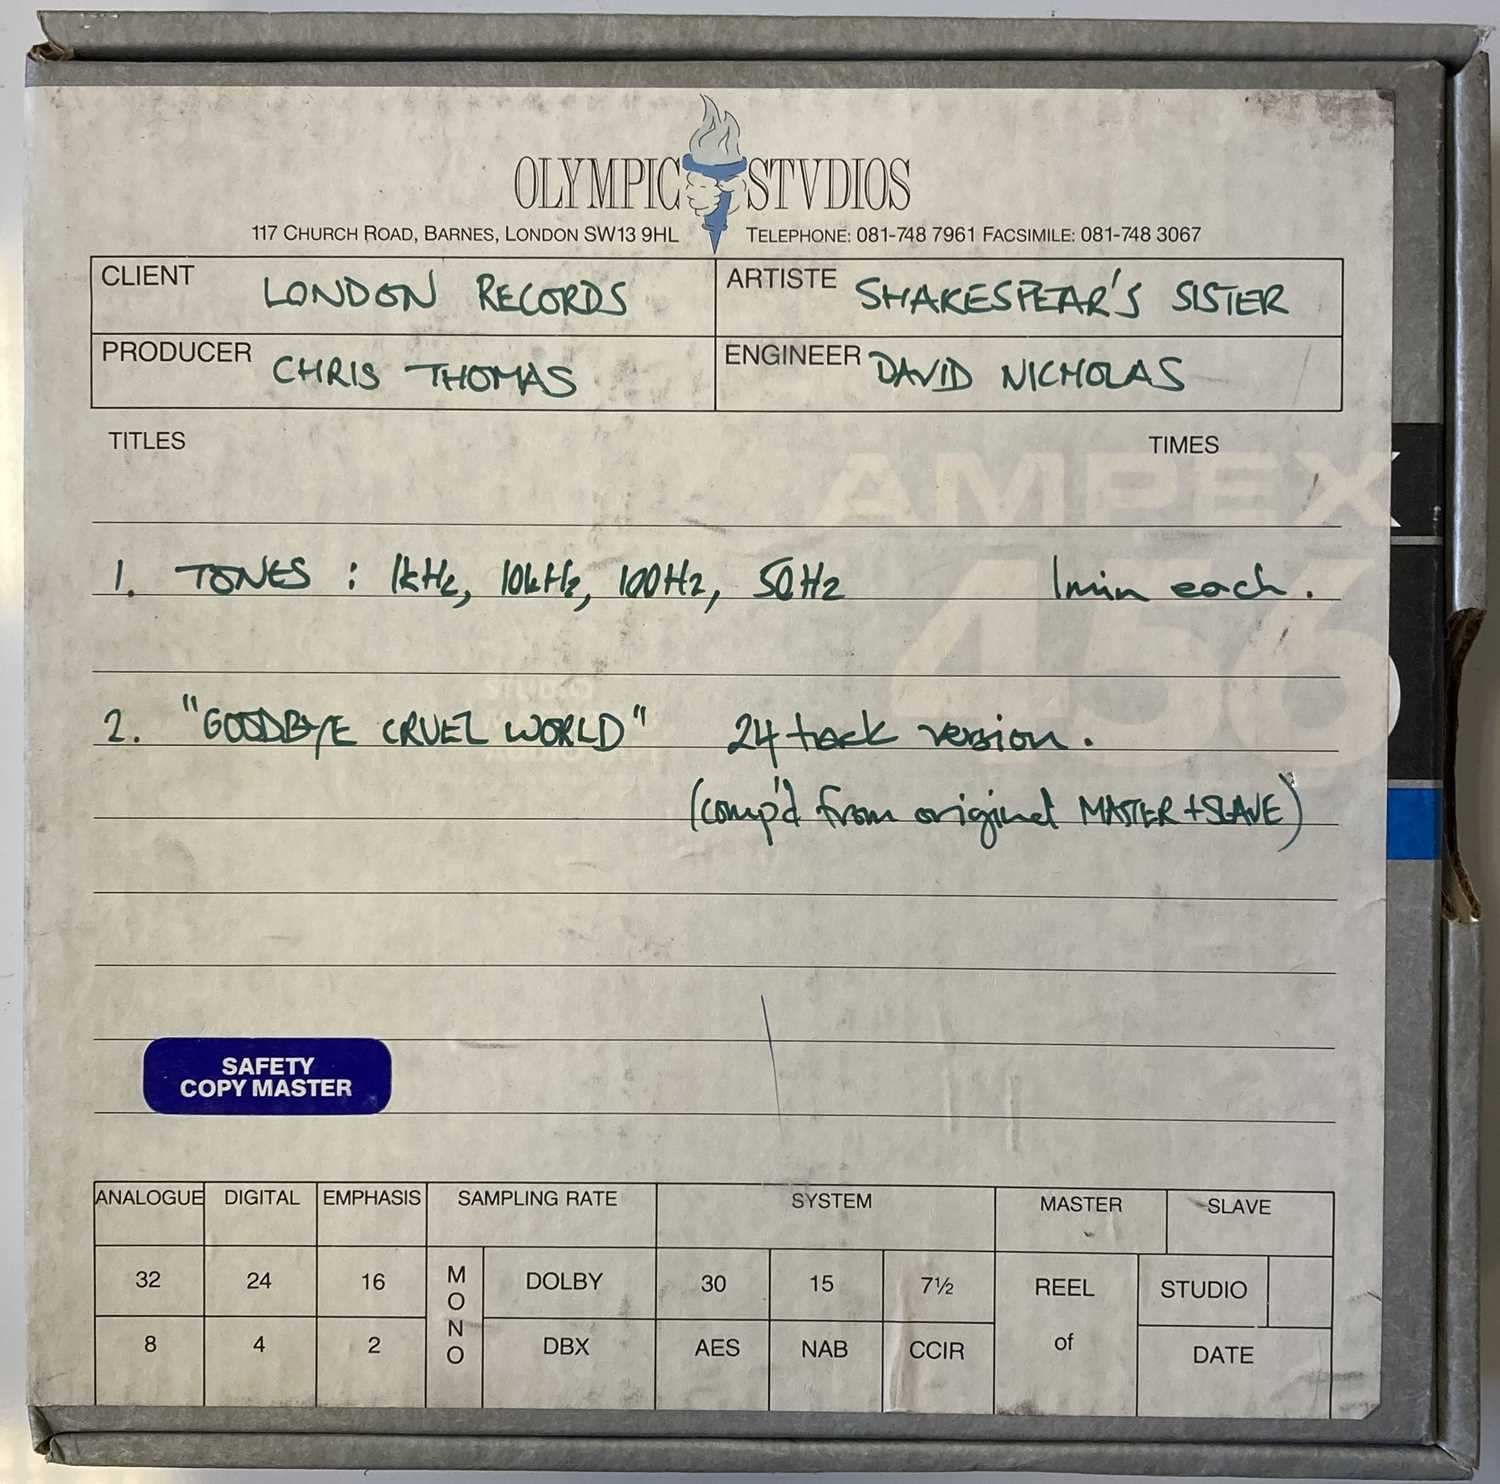 OLYMPIC STVDIOS
117 CHURCH ROAD, BARNES, LONDON SW13 9HL TELEPHONE: 081-748 7961 FACSIMILE: 081-748 3067
CLIENT LONDON RECORDS ARTISTE SHAKESPEAR'S SISTER
PRODUCER CHRIS THOMAS ENGINEER DAVID NICHOLAS
TITLES TIMES
AMPEX
456
1. TONES : 1kHz, 10kHz, 100Hz, 50Hz 1min each.
STUDIO
2. "GOODBYE CRUEL WORLD" 24 track version.
(comp'd from original MASTER + SLAVE)
SAFETY
COPY MASTER
ANALOGUE DIGITAL EMPHASIS SAMPLING RATE SYSTEM MASTER SLAVE
32 24 16 MONO DOLBY 30 15 7½ REEL STUDIO
8 4 2 DBX AES NAB CCIR of DATE